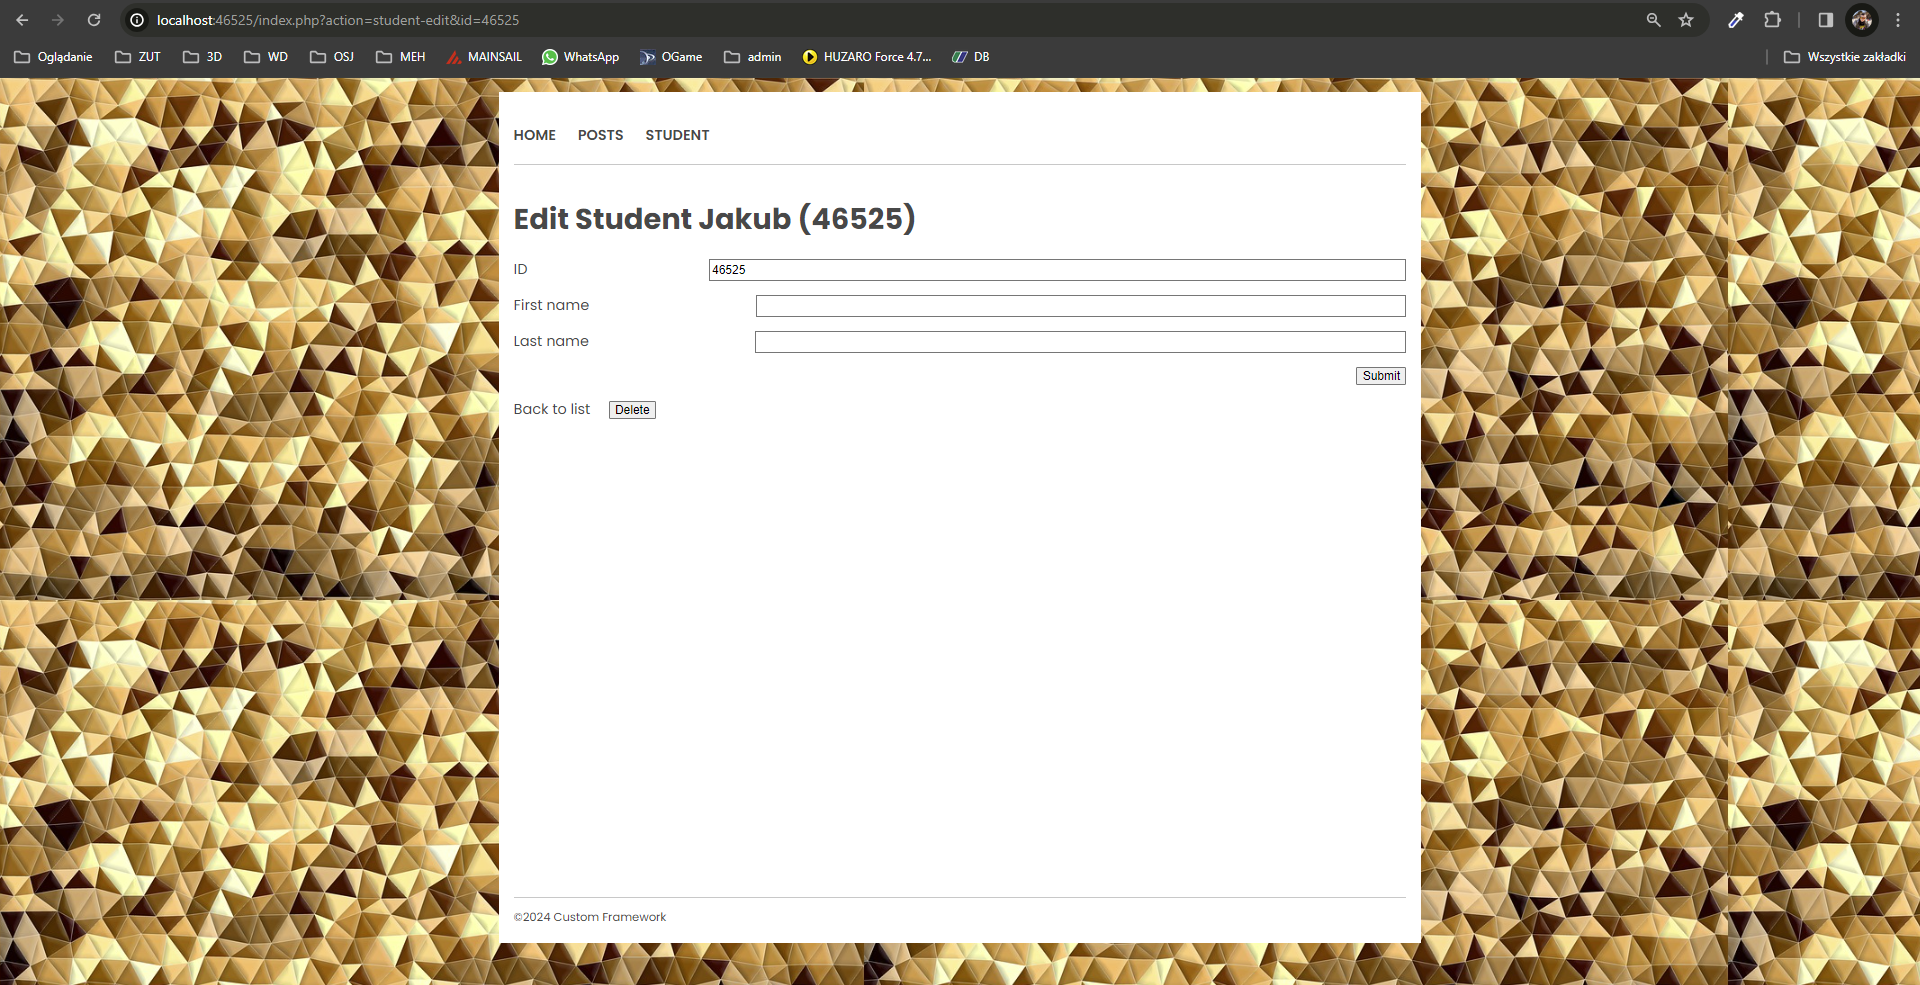 localhost:46525/index.php?action=student-edit&id=46525
Oglądanie ZUT 3D WD OSJ MEH MAINSAIL WhatsApp OGame admin HUZARO Force 4.7... DB Wszystkie zakładki
HOME POSTS STUDENT
Edit Student Jakub (46525)
ID 46525
First name
Last name
Submit
Back to list Delete
©2024 Custom Framework